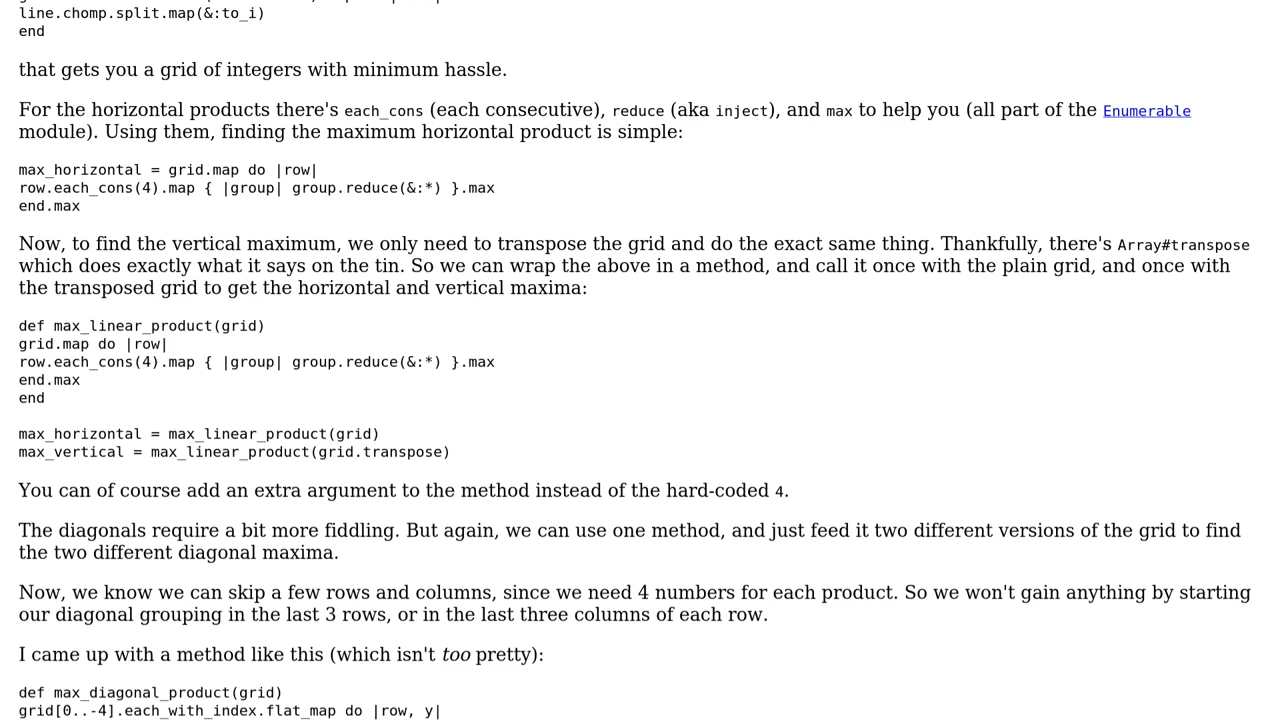 line.chomp.split.map(&:to_i)
end
that gets you a grid of integers with minimum hassle.
For the horizontal products there's each_cons (each consecutive), reduce (aka inject), and max to help you (all part of the Enumerable
module). Using them, finding the maximum horizontal product is simple:
max_horizontal = grid.map do |row|
row.each_cons(4).map { |group| group.reduce(&:*) }.max
end.max
Now, to find the vertical maximum, we only need to transpose the grid and do the exact same thing. Thankfully, there's Array#transpose
which does exactly what it says on the tin. So we can wrap the above in a method, and call it once with the plain grid, and once with
the transposed grid to get the horizontal and vertical maxima:
def max_linear_product(grid)
grid.map do |row|
row.each_cons(4).map { |group| group.reduce(&:*) }.max
end.max
end
max_horizontal = max_linear_product(grid)
max_vertical = max_linear_product(grid.transpose)
You can of course add an extra argument to the method instead of the hard-coded 4.
The diagonals require a bit more fiddling. But again, we can use one method, and just feed it two different versions of the grid to find
the two different diagonal maxima.
Now, we know we can skip a few rows and columns, since we need 4 numbers for each product. So we won't gain anything by starting
our diagonal grouping in the last 3 rows, or in the last three columns of each row.
I came up with a method like this (which isn't too pretty):
def max_diagonal_product(grid)
grid[0..-4].each_with_index.flat_map do |row, y|